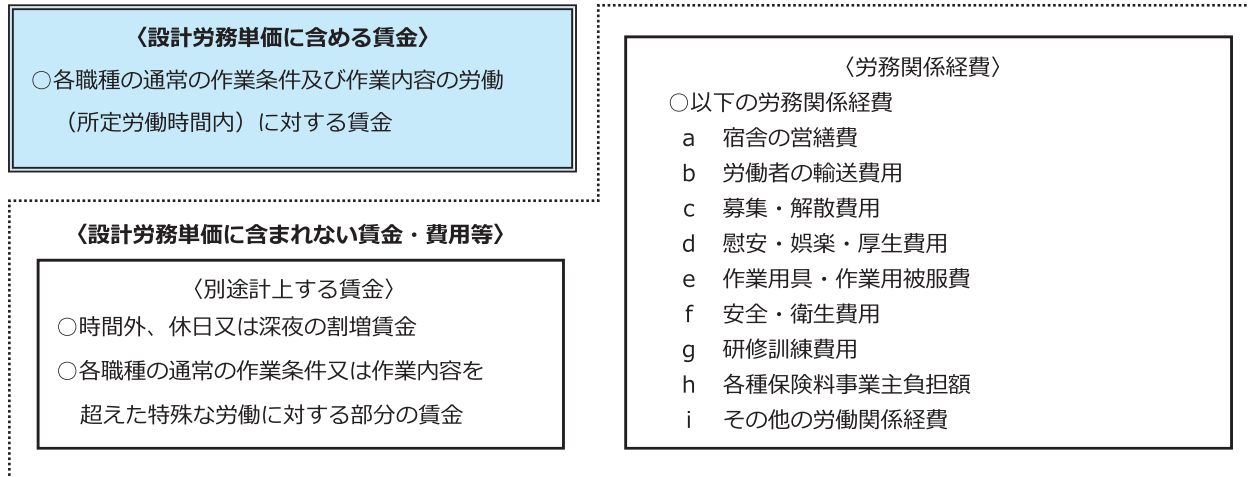 〈設計労務単価に含める賃金〉
○各職種の通常の作業条件及び作業内容の労働
（所定労働時間内）に対する賃金
〈設計労務単価に含まれない賃金・費用等〉
〈別途計上する賃金〉
○時間外、休日又は深夜の割増賃金
○各職種の通常の作業条件又は作業内容を
超えた特殊な労働に対する部分の賃金
〈労務関係経費〉
○以下の労務関係経費
a 宿舎の営繕費
b 労働者の輸送費用
c 募集・解散費用
d 慰安・娯楽・厚生費用
e 作業用具・作業用被服費
f 安全・衛生費用
g 研修訓練費用
h 各種保険料事業主負担額
i その他の労働関係経費